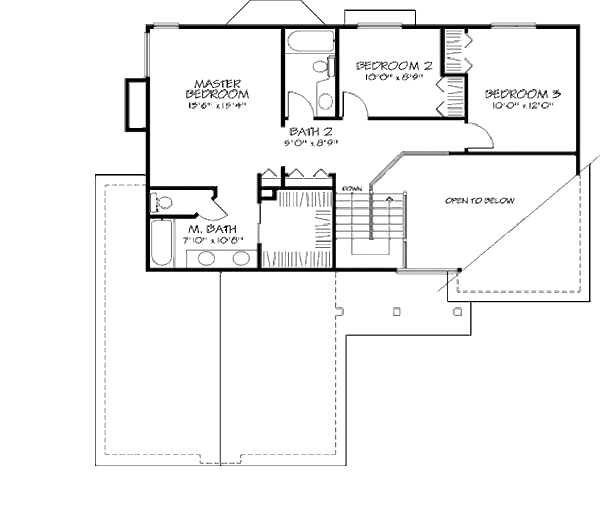 MASTER
BEDROOM
13'6" x 15'4"
BEDROOM 2
10'0" x 8'9"
BEDROOM 3
10'0" x 12'0"
BATH 2
5'0" x 8'9"
DOWN
OPEN TO BELOW
M. BATH
7'10" x 10'8"